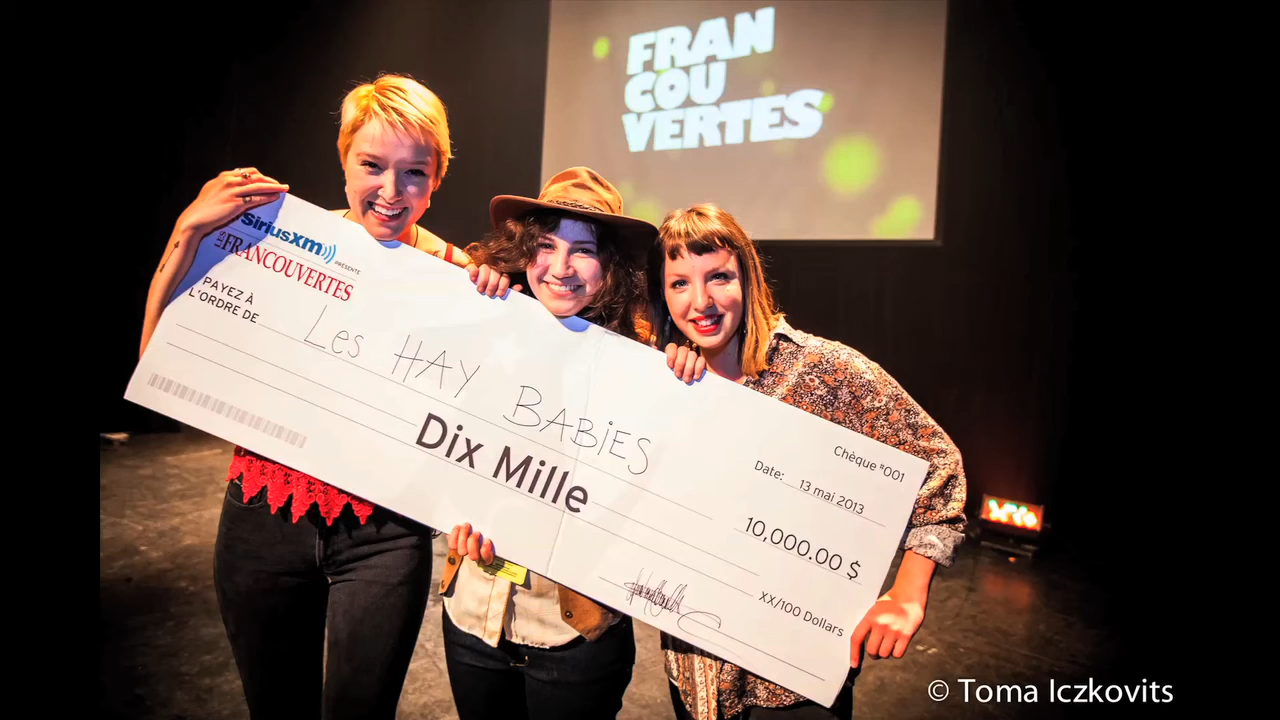 FRAN
COU
VERTES
SiriusXM
PRÉSENTE
LES FRANCOUVERTES
PAYEZ À
L'ORDRE DE
Les HAY BABiES
Dix Mille
Chèque #001
Date: 13 mai 2013
10,000.00 $
XX/100 Dollars
© Toma Iczkovits